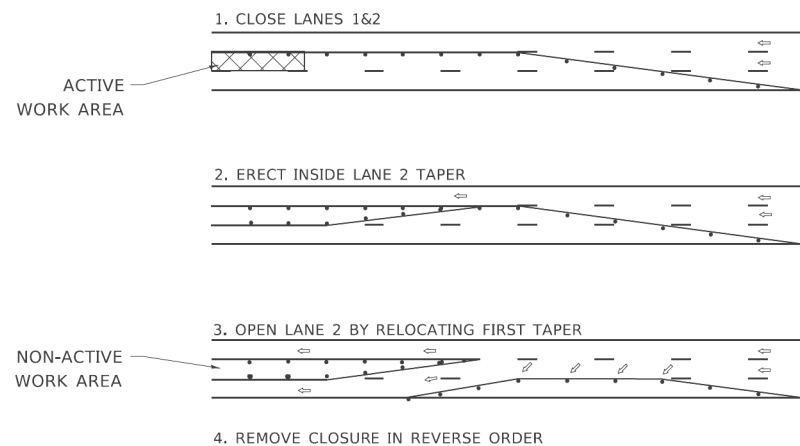 1. CLOSE LANES 1&2
ACTIVE
WORK AREA
2. ERECT INSIDE LANE 2 TAPER
3. OPEN LANE 2 BY RELOCATING FIRST TAPER
NON-ACTIVE
WORK AREA
4. REMOVE CLOSURE IN REVERSE ORDER